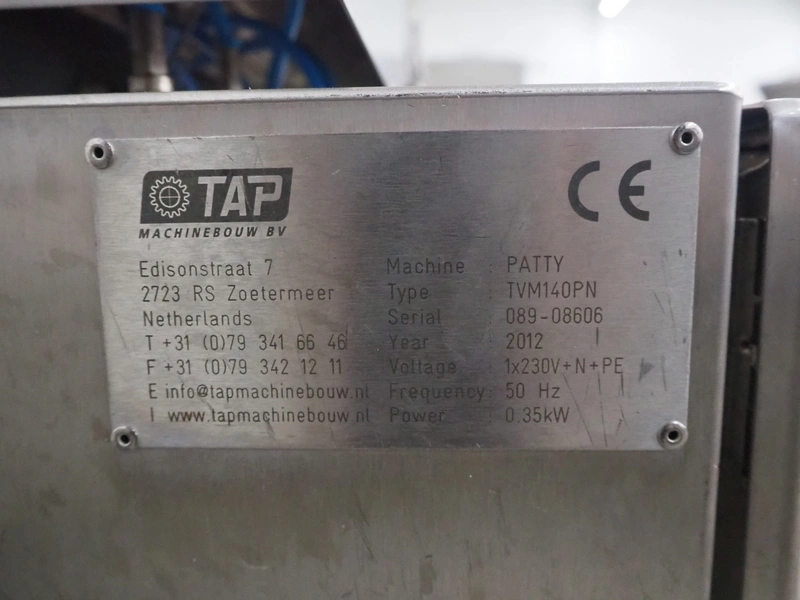 TAP
MACHINEBOUW BV
CE
Edisonstraat 7
2723 RS Zoetermeer
Netherlands
T +31 (0)79 341 66 46
F +31 (0)79 342 12 11
E info@tapmachinebouw.nl
I www.tapmachinebouw.nl
Machine : PATTY
Type : TVM140PN
Serial : 089-08606
Year : 2012
Voltage : 1x230V+N+PE
Frequency : 50 Hz
Power : 0.35kW